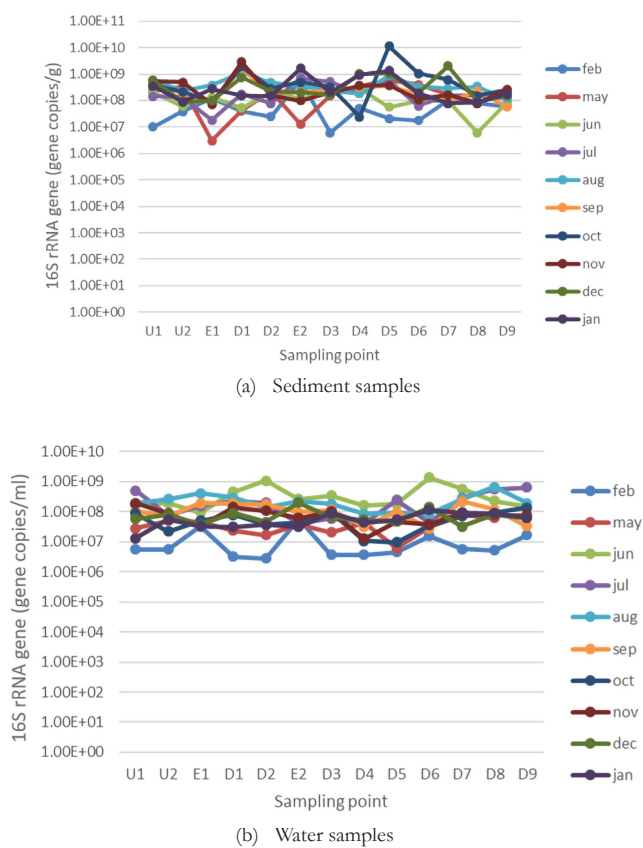 1.00E+11
1.00E+10
1.00E+09
1.00E+08
1.00E+07
1.00E+06
1.00E+05
1.00E+04
1.00E+03
1.00E+02
1.00E+01
1.00E+00
16S rRNA gene (gene copies/g)
U1 U2 E1 D1 D2 E2 D3 D4 D5 D6 D7 D8 D9
Sampling point
feb
may
jun
jul
aug
sep
oct
nov
dec
jan
(a) Sediment samples
1.00E+10
1.00E+09
1.00E+08
1.00E+07
1.00E+06
1.00E+05
1.00E+04
1.00E+03
1.00E+02
1.00E+01
1.00E+00
16S rRNA gene (gene copies/ml)
U1 U2 E1 D1 D2 E2 D3 D4 D5 D6 D7 D8 D9
Sampling point
feb
may
jun
jul
aug
sep
oct
nov
dec
jan
(b) Water samples